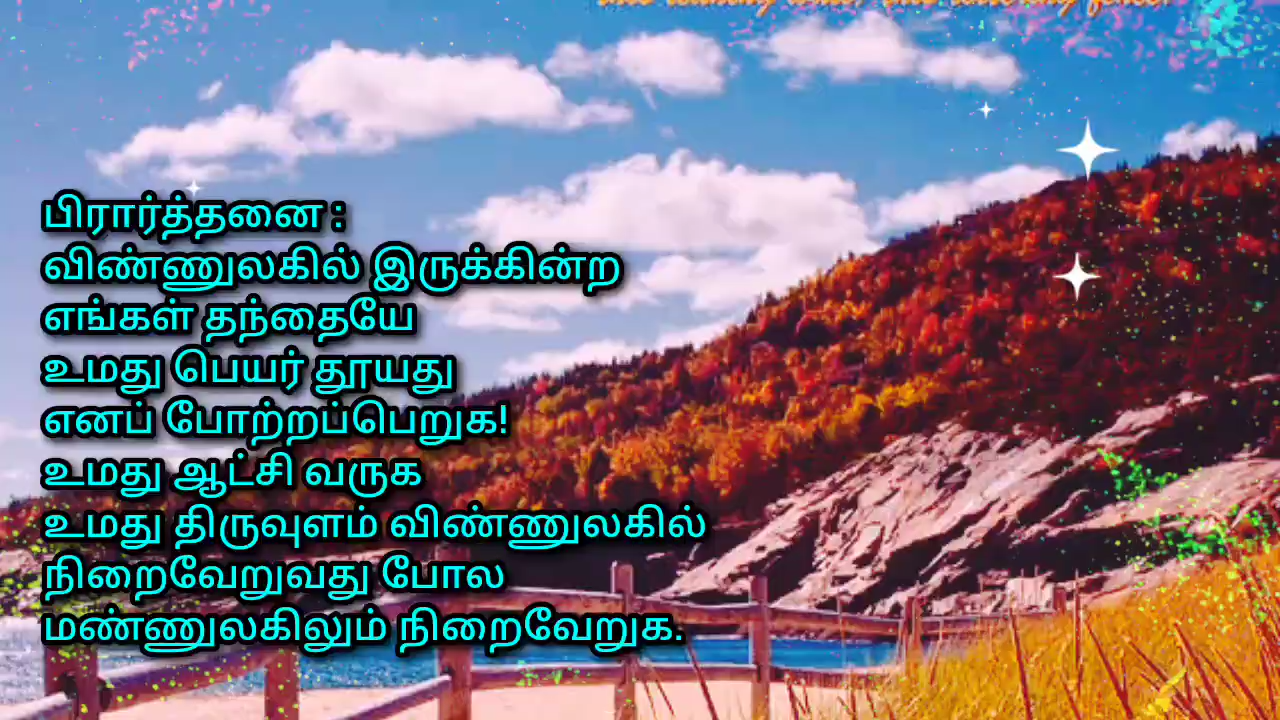 பிரார்த்தனை :
விண்ணுலகில் இருக்கின்ற
எங்கள் தந்தையே
உமது பெயர் தூயது
எனப் போற்றப்பெறுக!
உமது ஆட்சி வருக
உமது திருவுளம் விண்ணுலகில்
நிறைவேறுவது போல
மண்ணுலகிலும் நிறைவேறுக.